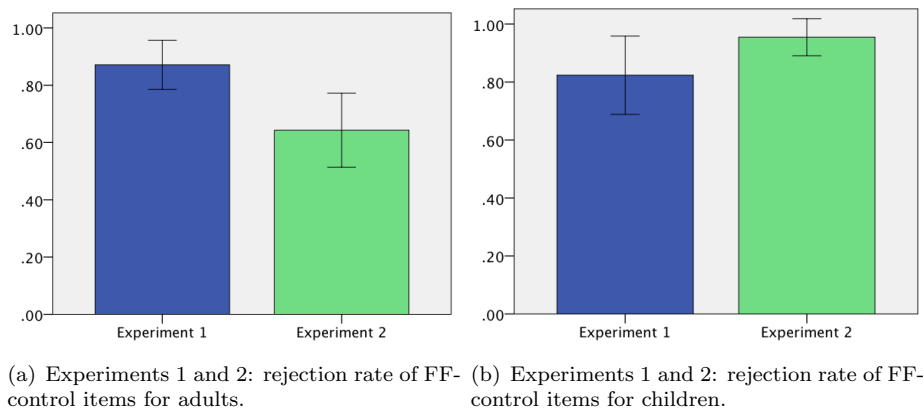 1.00
.80
.60
.40
.20
.00
Experiment 1 Experiment 2
1.00
.80
.60
.40
.20
.00
Experiment 1 Experiment 2
(a) Experiments 1 and 2: rejection rate of FF-
control items for adults.
(b) Experiments 1 and 2: rejection rate of FF-
control items for children.